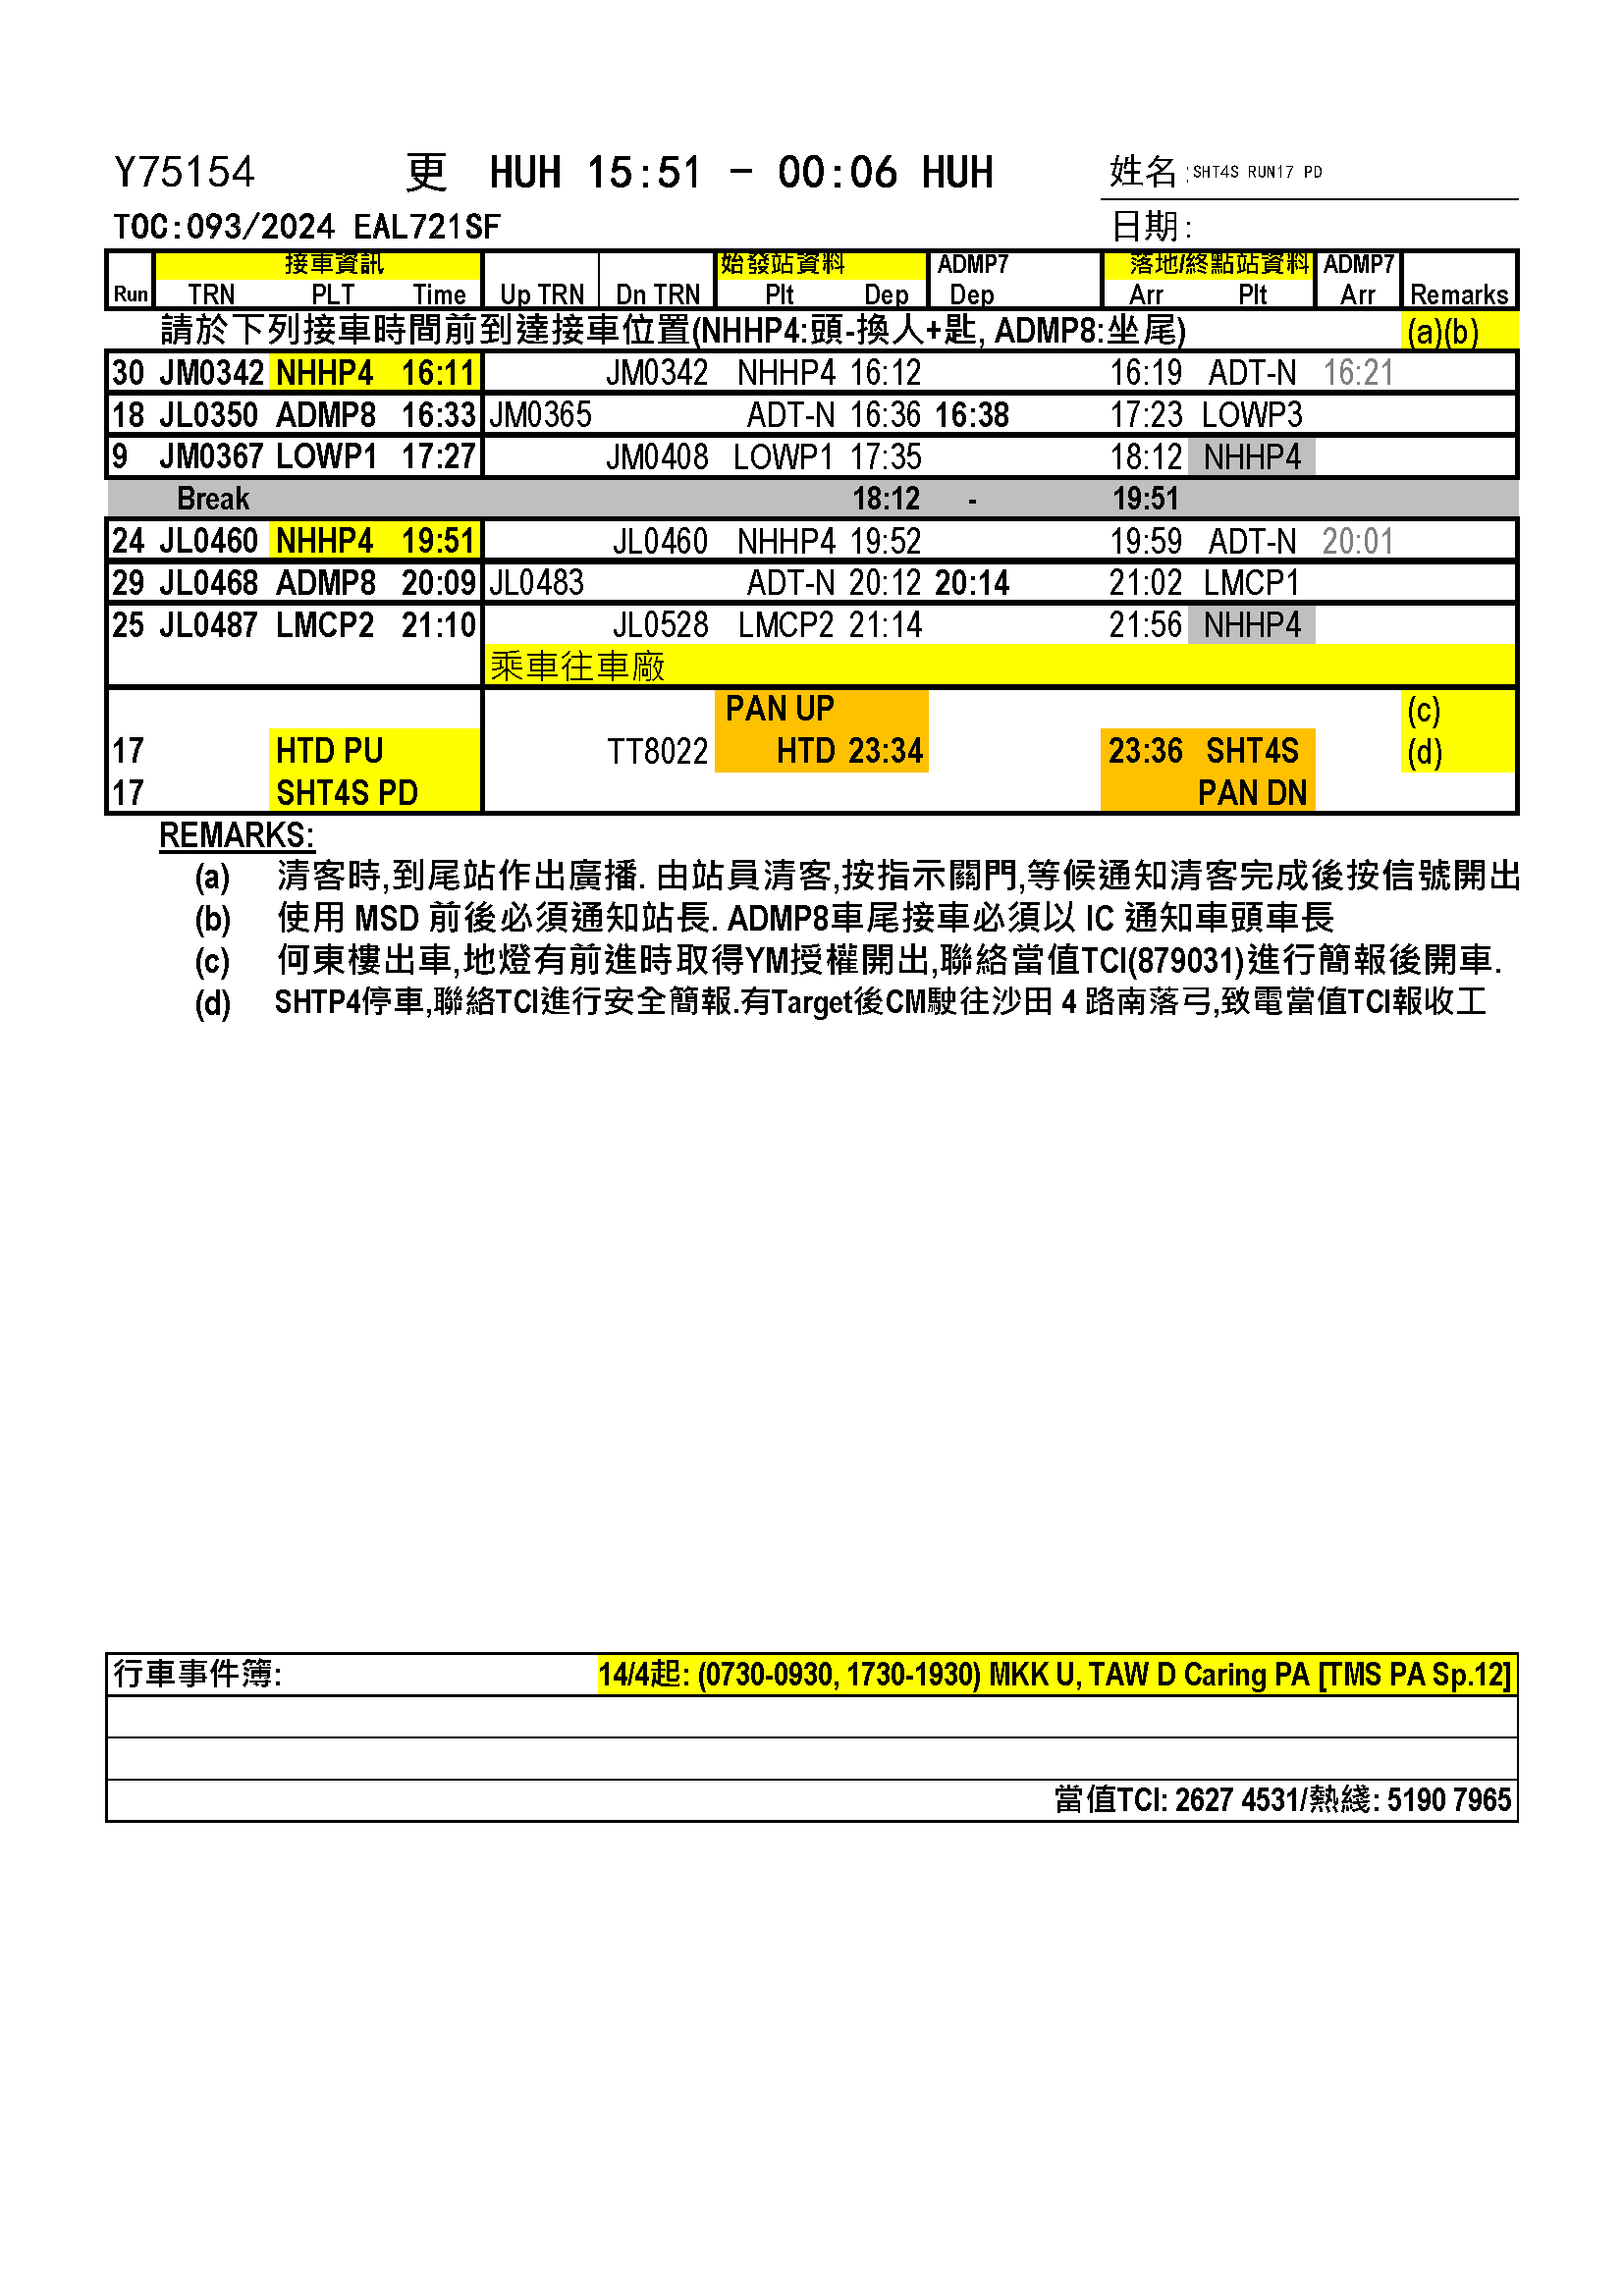 Y75154 更 HUH 15:51 - 00:06 HUH 姓名:SHT4S RUN17 PD
TOC:093/2024 EAL721SF 日期:
接車資訊 始發站資料 ADMP7 落地/終點站資料 ADMP7
Run TRN PLT Time Up TRN Dn TRN Plt Dep Dep Arr Plt Arr Remarks
請於下列接車時間前到達接車位置(NHHP4:頭-換人+匙, ADMP8:坐尾) (a)(b)
30 JM0342 NHHP4 16:11 JM0342 NHHP4 16:12 16:19 ADT-N 16:21
18 JL0350 ADMP8 16:33 JM0365 ADT-N 16:36 16:38 17:23 LOWP3
9 JM0367 LOWP1 17:27 JM0408 LOWP1 17:35 18:12 NHHP4
Break 18:12 - 19:51
24 JL0460 NHHP4 19:51 JL0460 NHHP4 19:52 19:59 ADT-N 20:01
29 JL0468 ADMP8 20:09 JL0483 ADT-N 20:12 20:14 21:02 LMCP1
25 JL0487 LMCP2 21:10 JL0528 LMCP2 21:14 21:56 NHHP4
乘車往車廠
PAN UP (c)
17 HTD PU TT8022 HTD 23:34 23:36 SHT4S (d)
17 SHT4S PD PAN DN
REMARKS:
(a) 清客時,到尾站作出廣播. 由站員清客,按指示關門,等候通知清客完成後按信號開出
(b) 使用 MSD 前後必須通知站長. ADMP8車尾接車必須以 IC 通知車頭車長
(c) 何東樓出車,地燈有前進時取得YM授權開出,聯絡當值TCI(879031)進行簡報後開車.
(d) SHTP4停車,聯絡TCI進行安全簡報.有Target後CM駛往沙田 4 路南落弓,致電當值TCI報收工
行車事件簿: 14/4起: (0730-0930, 1730-1930) MKK U, TAW D Caring PA [TMS PA Sp.12]
當值TCI: 2627 4531/熱綫: 5190 7965